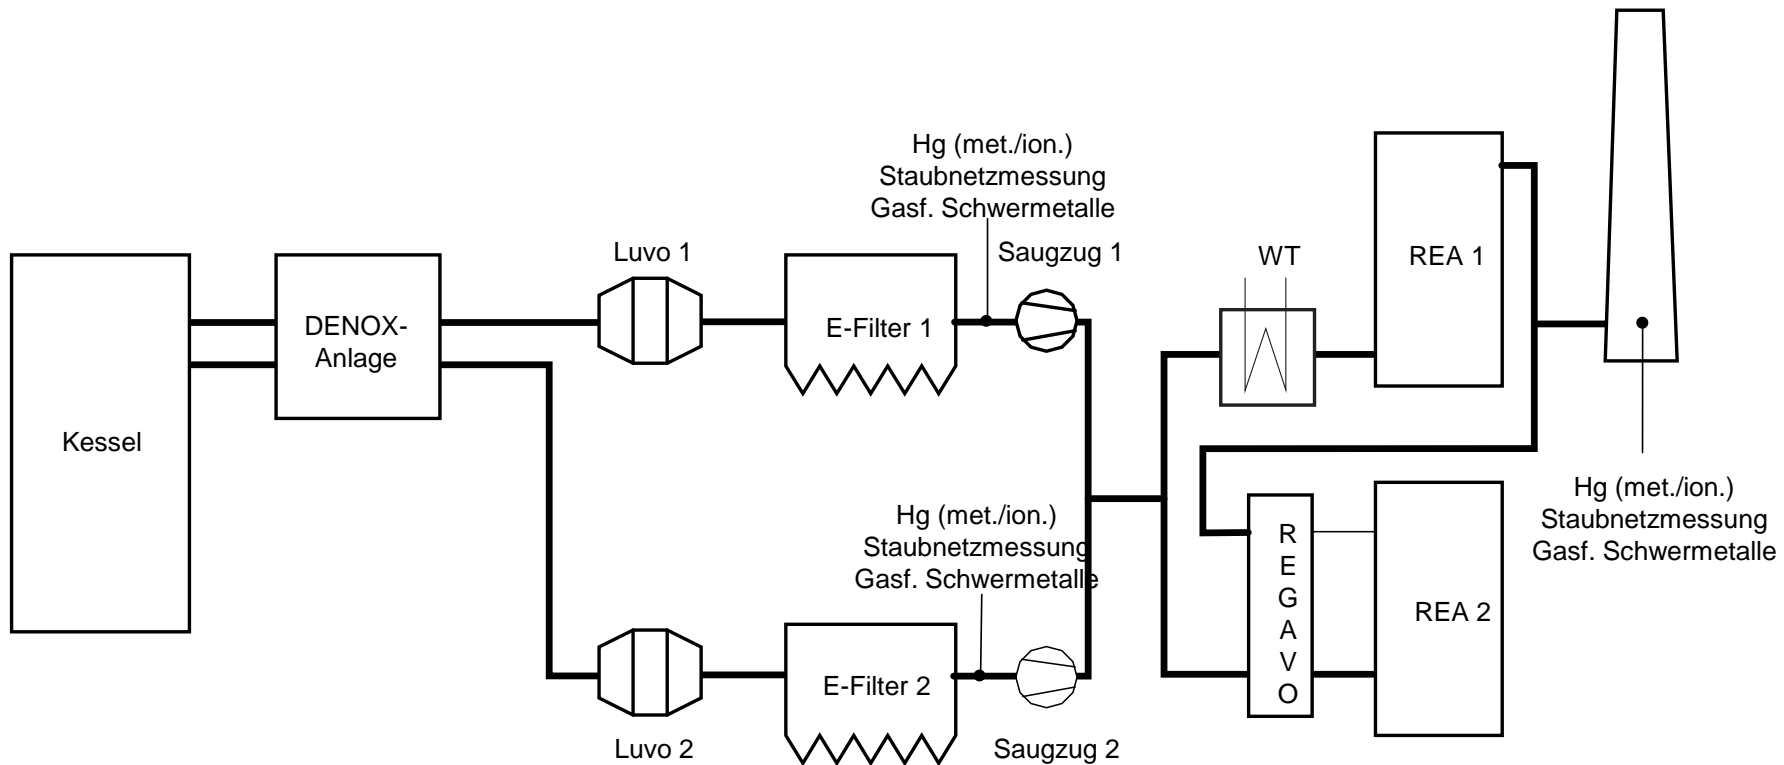 Hg (met./ion.)
Staubnetzmessung
Gasf. Schwermetalle
Luvo 1
Saugzug 1
WT
REA 1
DENOX-
Anlage
E-Filter 1
Kessel
Hg (met./ion.)
Staubnetzmessung
Gasf. Schwermetalle
Hg (met./ion.)
Staubnetzmessung
Gasf. Schwermetalle
R
E
G
A
V
O
REA 2
E-Filter 2
Luvo 2
Saugzug 2